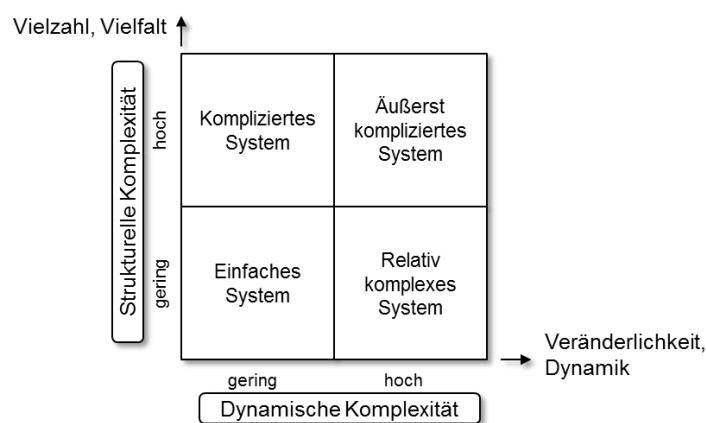 Vielzahl, Vielfalt
Strukturelle Komplexität
hoch
gering
Kompliziertes
System
Äußerst
kompliziertes
System
Einfaches
System
Relativ
komplexes
System
Veränderlichkeit,
Dynamik
gering
hoch
Dynamische Komplexität